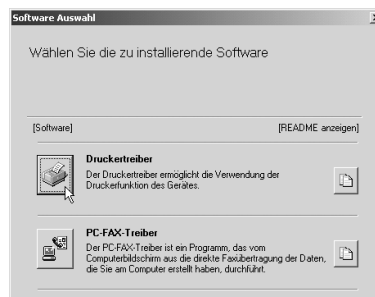 Software Auswahl
Wählen Sie die zu installierende Software
[Software] [README anzeigen]
Druckertreiber
Der Druckertreiber ermöglicht die Verwendung der
Druckerfunktion des Gerätes.
PC-FAX-Treiber
Der PC-FAX-Treiber ist ein Programm, das vom
Computerbildschirm aus die direkte Faxübertragung der Daten,
die Sie am Computer erstellt haben, durchführt.